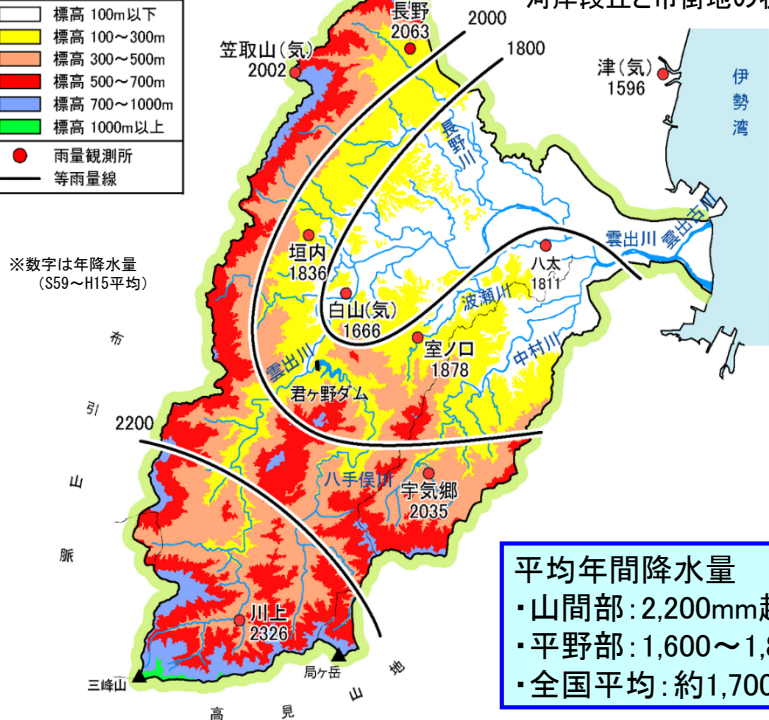 河岸段丘と市街地の
標高 100m以下
標高 100～300m
標高 300～500m
標高 500～700m
標高 700～1000m
標高 1000m以上
雨量観測所
等雨量線
※数字は年降水量
（S59～H15平均）
長野
2063
2000
1800
笠取山(気)
2002
津(気)
1596
伊勢湾
長野川
垣内
1836
雲出川
雲出古川
八太
1811
白山(気)
1666
波瀬川
室ノ口
1878
中村川
雲出川
君ヶ野ダム
布引山脈
2200
八手俣川
宇気郷
2035
川上
2326
三峰山
局ヶ岳
高見山地
平均年間降水量
・山間部：2,200mm超
・平野部：1,600～1,8
・全国平均：約1,700